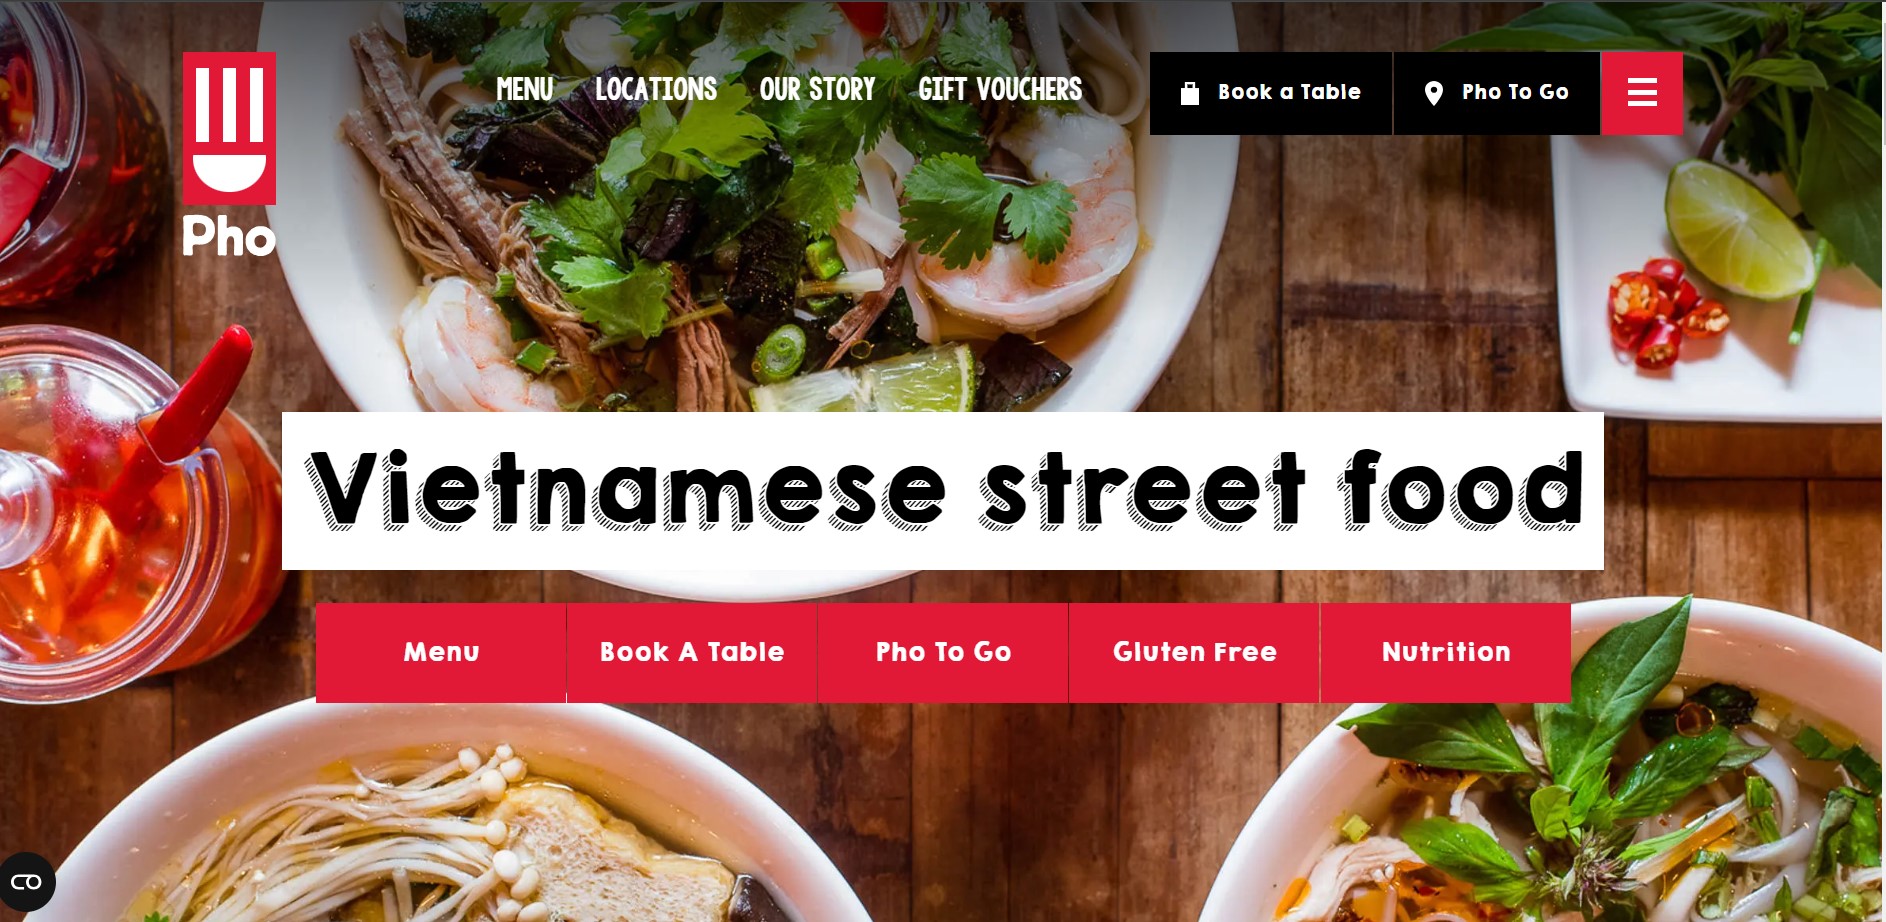 Pho
MENU LOCATIONS OUR STORY GIFT VOUCHERS
Book a Table
Pho To Go
Vietnamese street food
Menu
Book A Table
Pho To Go
Gluten Free
Nutrition